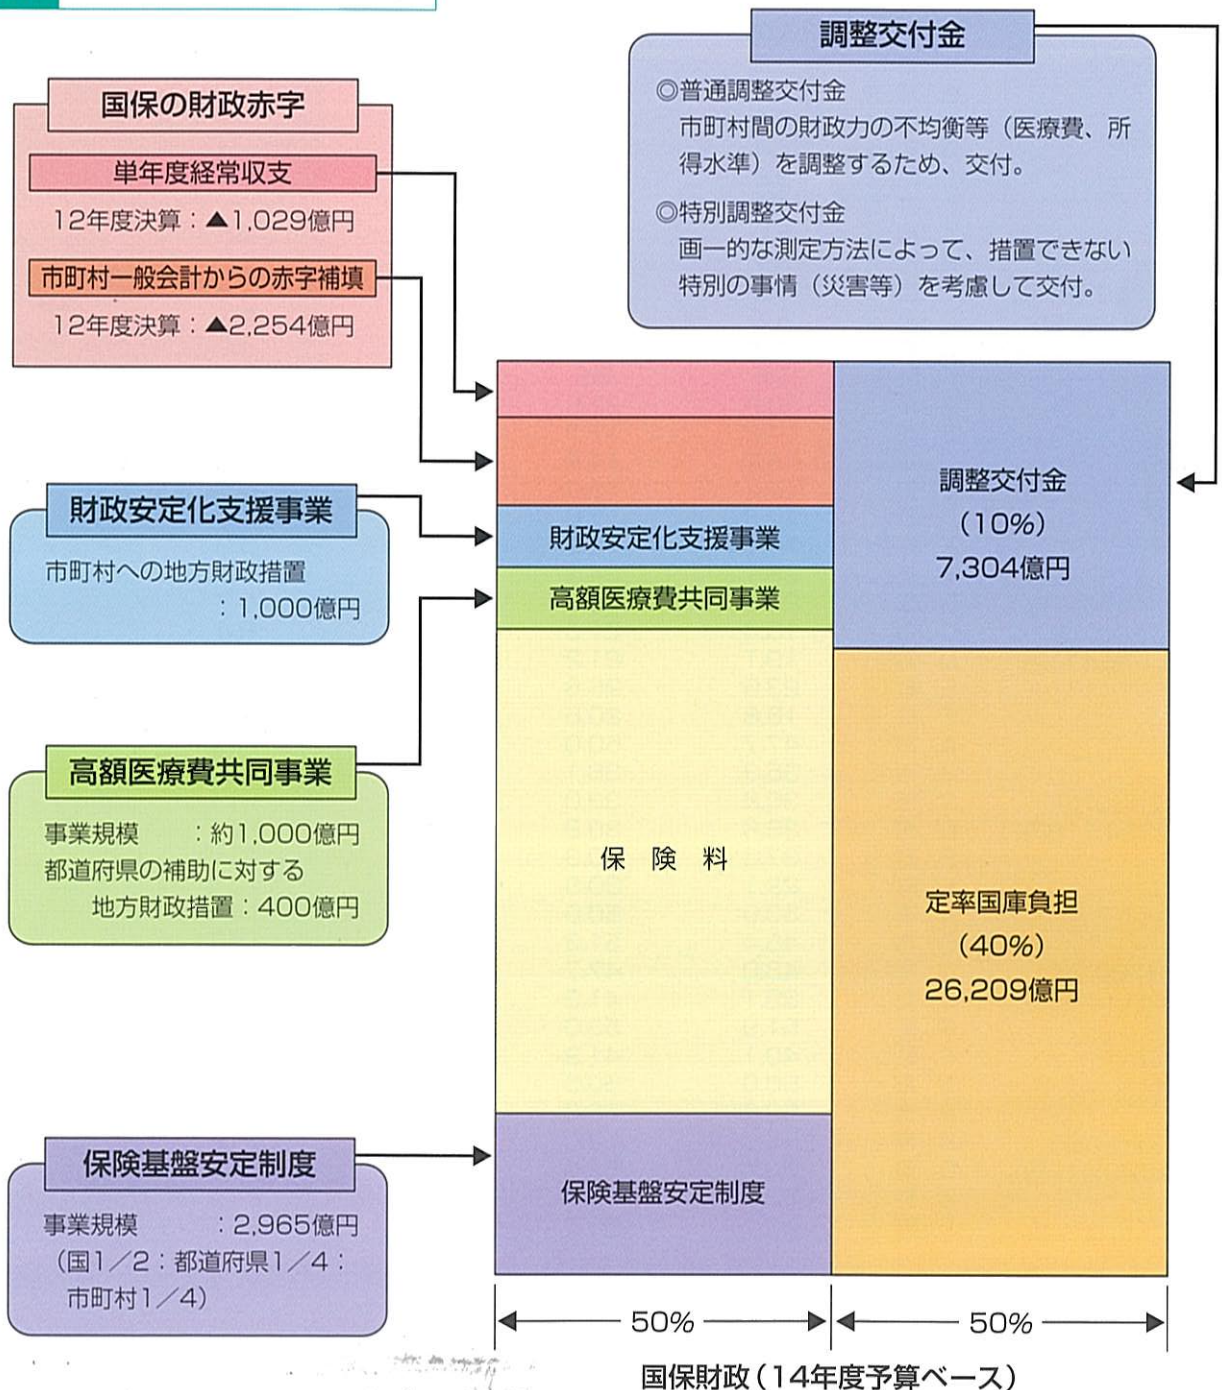 調整交付金
◎普通調整交付金
市町村間の財政力の不均衡等（医療費、所
得水準）を調整するため、交付。
◎特別調整交付金
画一的な測定方法によって、措置できない
特別の事情（災害等）を考慮して交付。
国保の財政赤字
単年度経常収支
12年度決算：▲1,029億円
市町村一般会計からの赤字補填
12年度決算：▲2,254億円
財政安定化支援事業
市町村への地方財政措置
：1,000億円
高額医療費共同事業
事業規模　　：約1,000億円
都道府県の補助に対する
地方財政措置：400億円
保険基盤安定制度
事業規模　　　：2,965億円
（国1／2：都道府県1／4：
市町村1／4）
財政安定化支援事業
高額医療費共同事業
保　険　料
保険基盤安定制度
調整交付金
（10%）
7,304億円
定率国庫負担
（40%）
26,209億円
50%
50%
国保財政（14年度予算ベース）